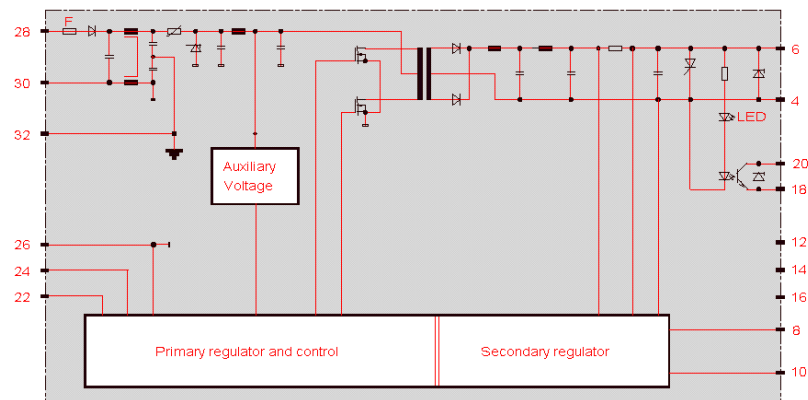 F
28
6
30
4
32
LED
Auxiliary
Voltage
20
18
26
12
24
14
22
16
8
Primary regulator and control
Secondary regulator
10